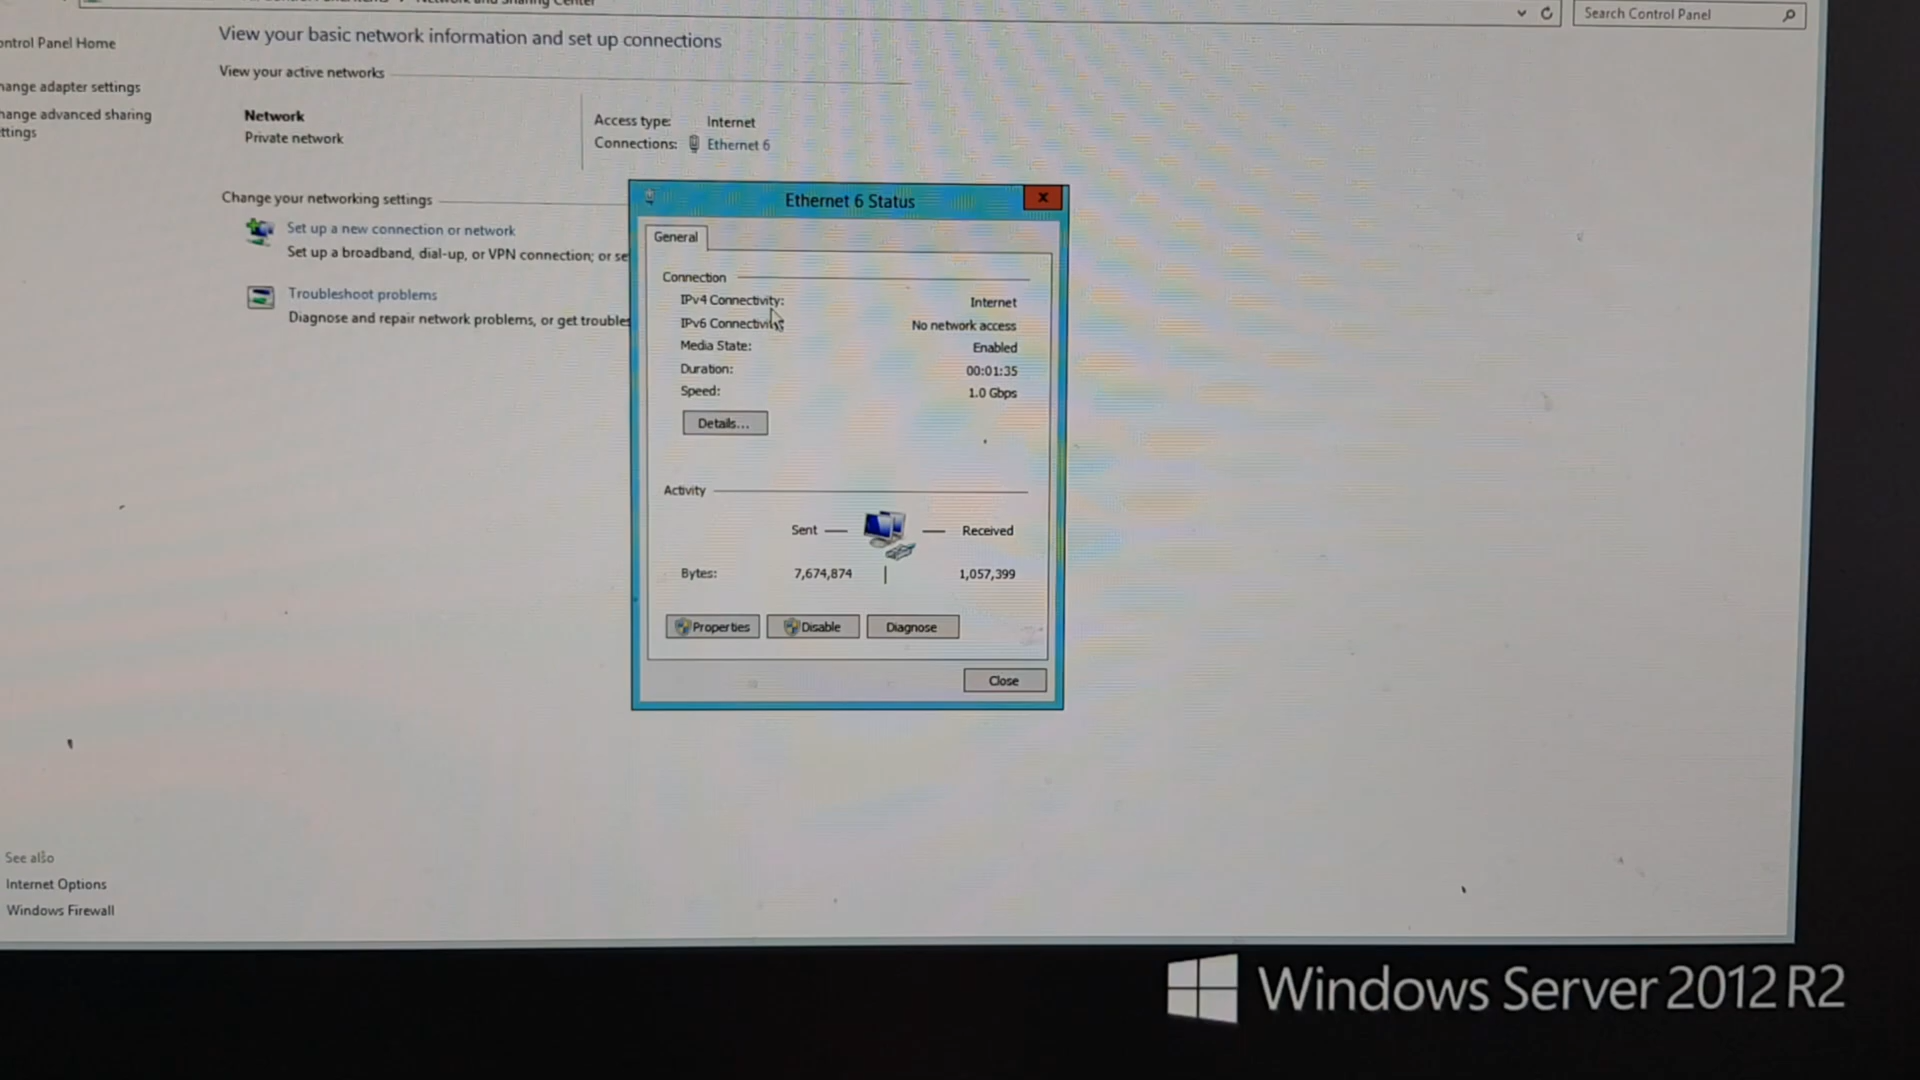 Search Control Panel
View your basic network information and set up connections
View your active networks
Network
Private network
Access type: Internet
Connections: Ethernet 6
Change your networking settings
Set up a new connection or network
Set up a broadband, dial-up, or VPN connection; or se
Troubleshoot problems
Diagnose and repair network problems, or get troubles
ontrol Panel Home
hange adapter settings
hange advanced sharing
ttings
See also
Internet Options
Windows Firewall
Ethernet 6 Status
X
General
Connection
IPv4 Connectivity: Internet
IPv6 Connectivity: No network access
Media State: Enabled
Duration: 00:01:35
Speed: 1.0 Gbps
Details...
Activity
Sent Received
Bytes: 7,674,874 1,057,399
Properties Disable Diagnose
Close
Windows Server 2012 R2